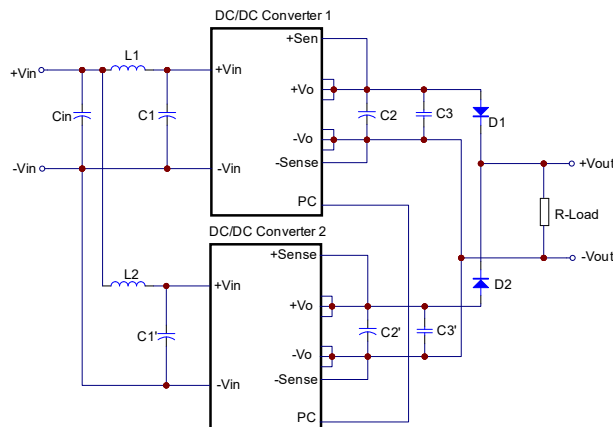 DC/DC Converter 1
+Sen
L1
+Vin
+Vin
+Vo
Cin
C1
C2
C3
D1
-Vo
-Vin
-Vin
-Sense
+Vout
PC
R-Load
DC/DC Converter 2
+Sense
-Vout
L2
+Vin
D2
+Vo
C1'
C2'
C3'
-Vo
-Vin
-Sense
PC